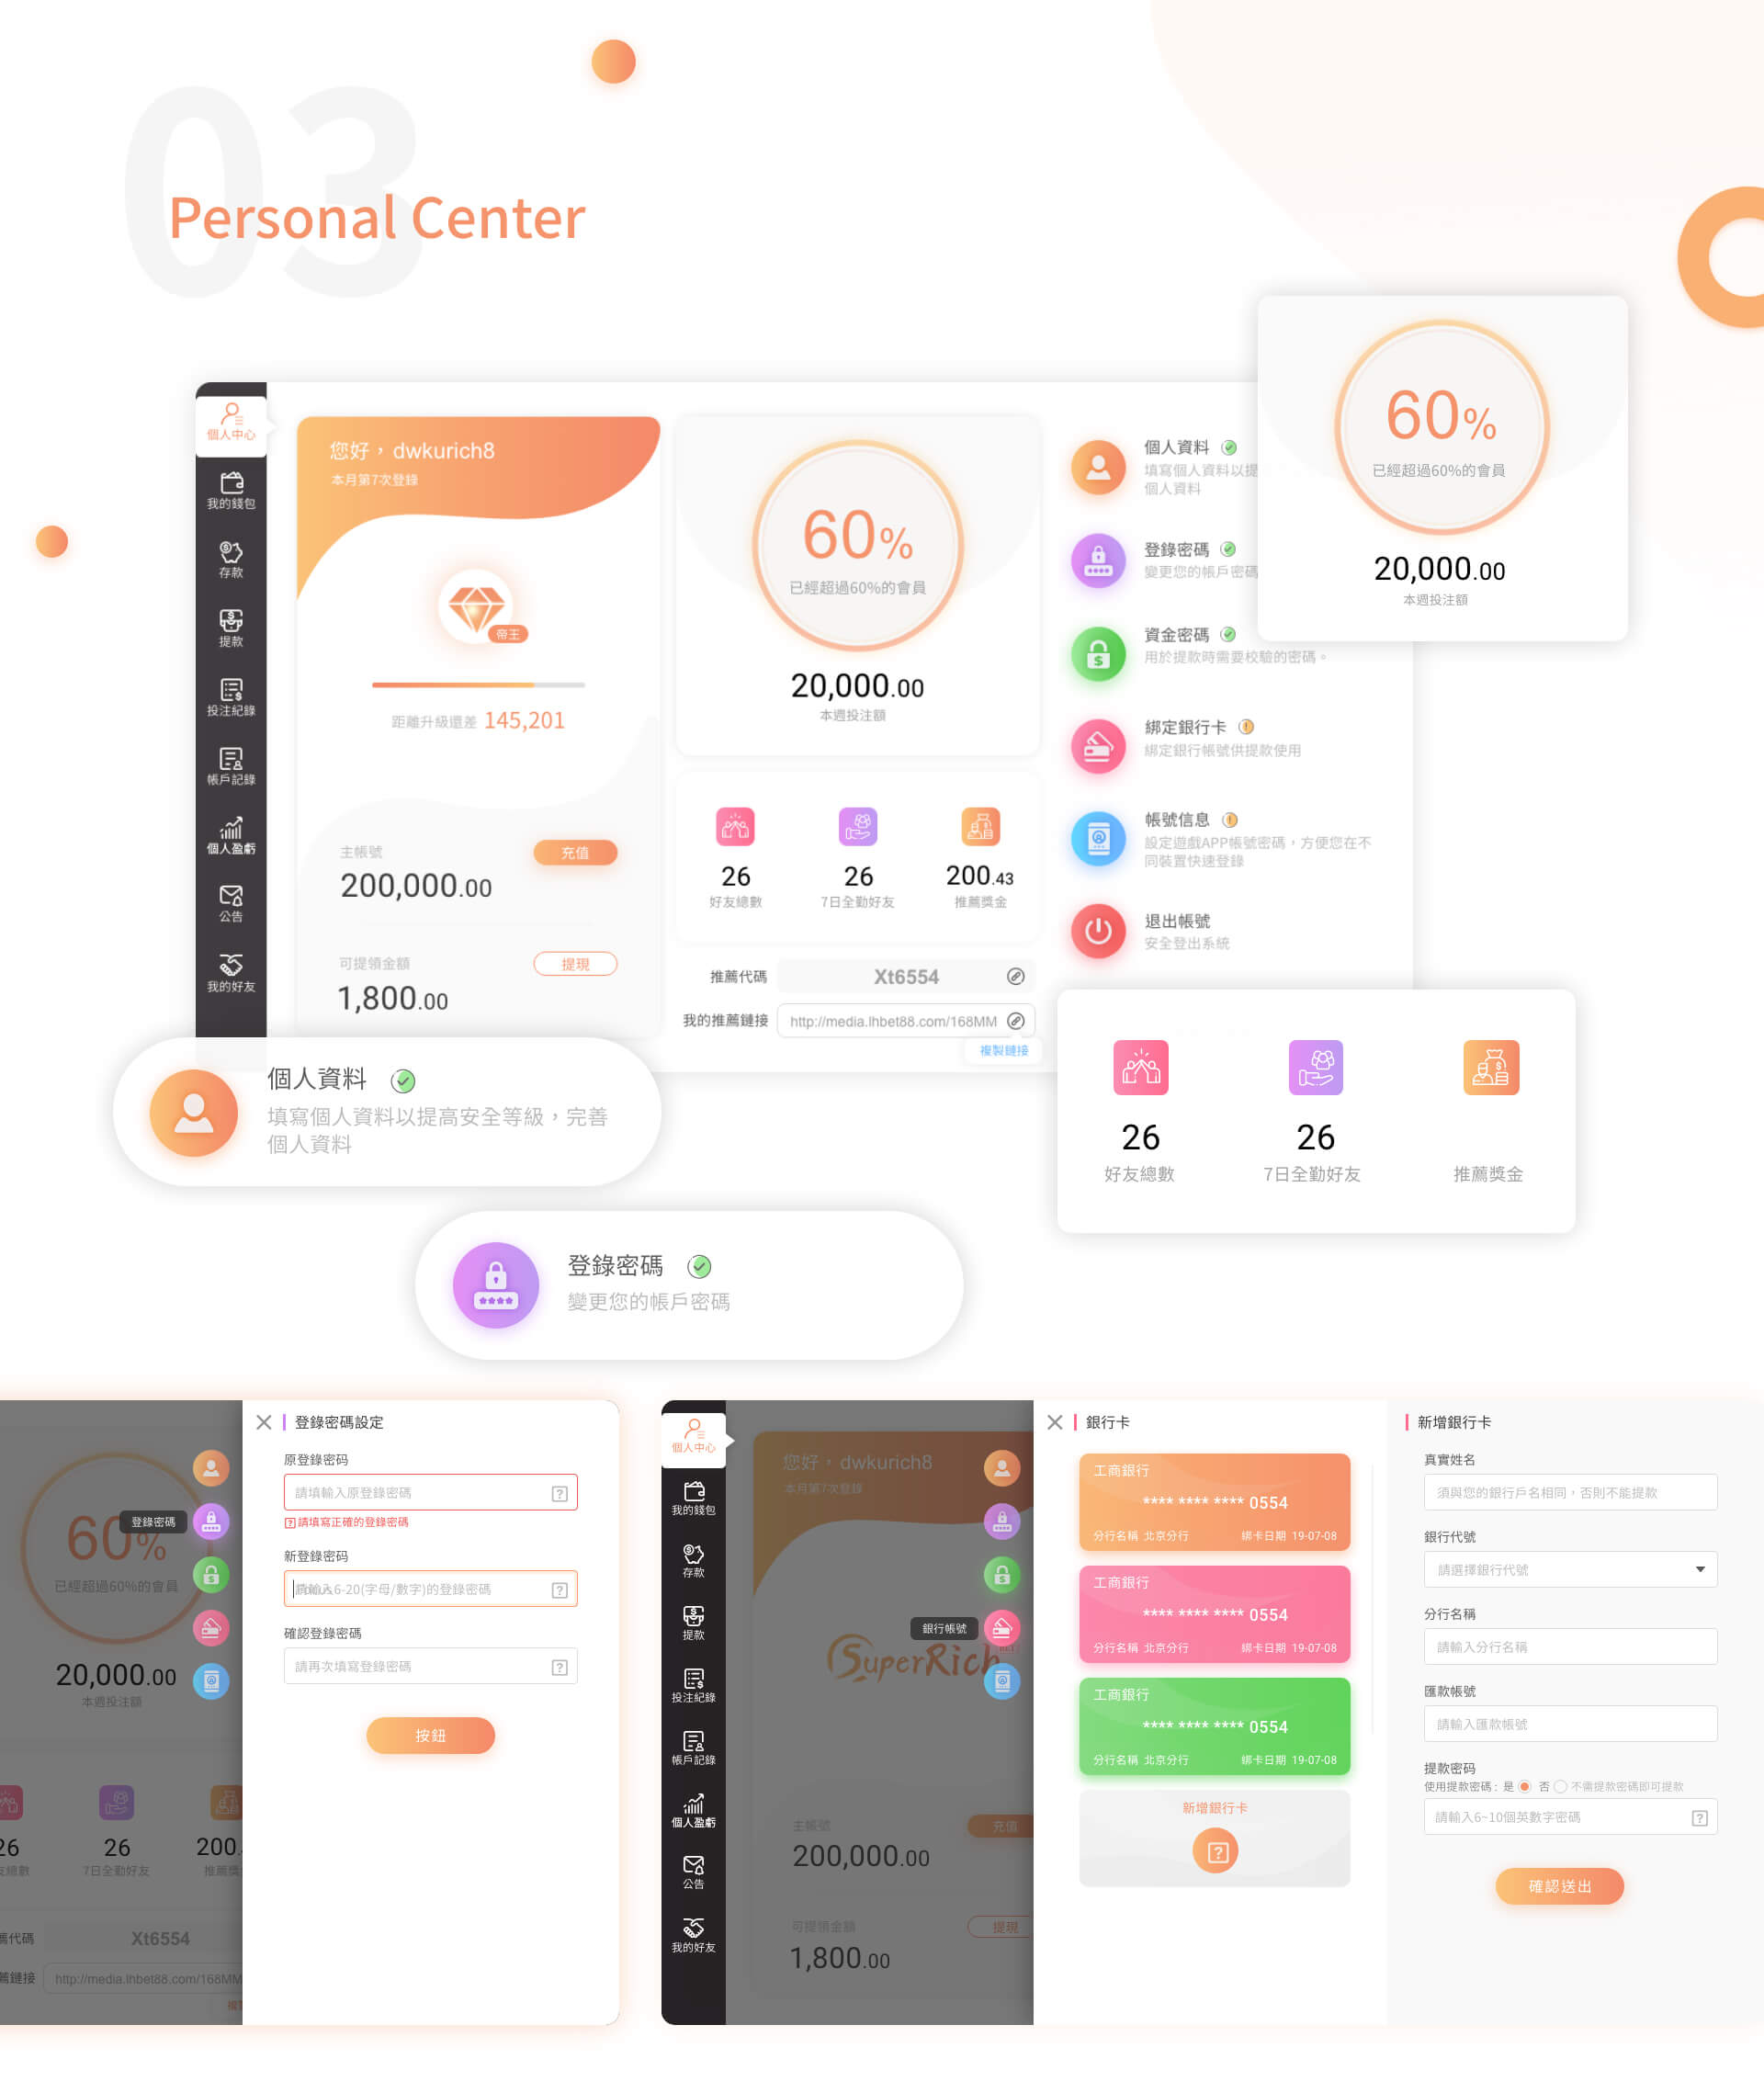 03
Personal Center
個人中心
我的錢包
存款
提款
投注紀錄
帳戶記錄
個人盈虧
公告
我的好友
您好，dwkurich8
本月第7次登錄
帝王
距離升級還差 145,201
主帳號
充值
200,000.00
可提領金額
提現
1,800.00
60%
已經超過60%的會員
20,000.00
本週投注額
26
好友總數
26
7日全勤好友
200.43
推薦獎金
推薦代碼
Xt6554
我的推薦鏈接
http://media.lhbet88.com/168MM
複製鏈接
個人資料
填寫個人資料以提
個人資料
登錄密碼
變更您的帳戶密碼
資金密碼
用於提款時需要校驗的密碼。
綁定銀行卡
綁定銀行帳號供提款使用
帳號信息
設定遊戲APP帳號密碼，方便您在不
同裝置快速登錄
退出帳號
安全登出系統
60%
已經超過60%的會員
20,000.00
本週投注額
26
好友總數
26
7日全勤好友
推薦獎金
個人資料
填寫個人資料以提高安全等級，完善
個人資料
登錄密碼
變更您的帳戶密碼
60%
已經超過60%的會員
20,000.00
本週投注額
登錄密碼
26
友總數
26
7日全勤好友
200.
推薦獎
薦代碼
Xt6554
薦鏈接
http://media.lhbet88.com/168MM
複
登錄密碼設定
原登錄密码
請填輸入原登錄密碼
請填寫正確的登錄密碼
新登錄密码
6-20(字母/數字)的登錄密碼
確認登錄密碼
請再次填寫登錄密碼
按鈕
個人中心
我的錢包
存款
提款
投注紀錄
帳戶記錄
個人盈虧
公告
我的好友
您好，dwkurich8
本月第7次登錄
SuperRich
銀行帳號
主帳號
充值
200,000.00
可提領金額
提現
1,800.00
銀行卡
工商銀行
**** **** **** 0554
分行名稱 北京分行 綁卡日期 19-07-08
工商銀行
**** **** **** 0554
分行名稱 北京分行 綁卡日期 19-07-08
工商銀行
**** **** **** 0554
分行名稱 北京分行 綁卡日期 19-07-08
新增銀行卡
新增銀行卡
真實姓名
須與您的銀行戶名相同，否則不能提款
銀行代號
請選擇銀行代號
分行名稱
請輸入分行名稱
匯款帳號
請輸入匯款帳號
提款密码
使用提款密碼：是 否 不需提款密碼即可提款
請輸入6~10個英數字密碼
確認送出